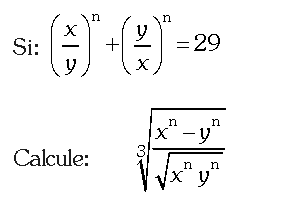 Si: (x/y)^n + (y/x)^n = 29
Calcule: ∛((x^n − y^n)/√(x^n y^n))